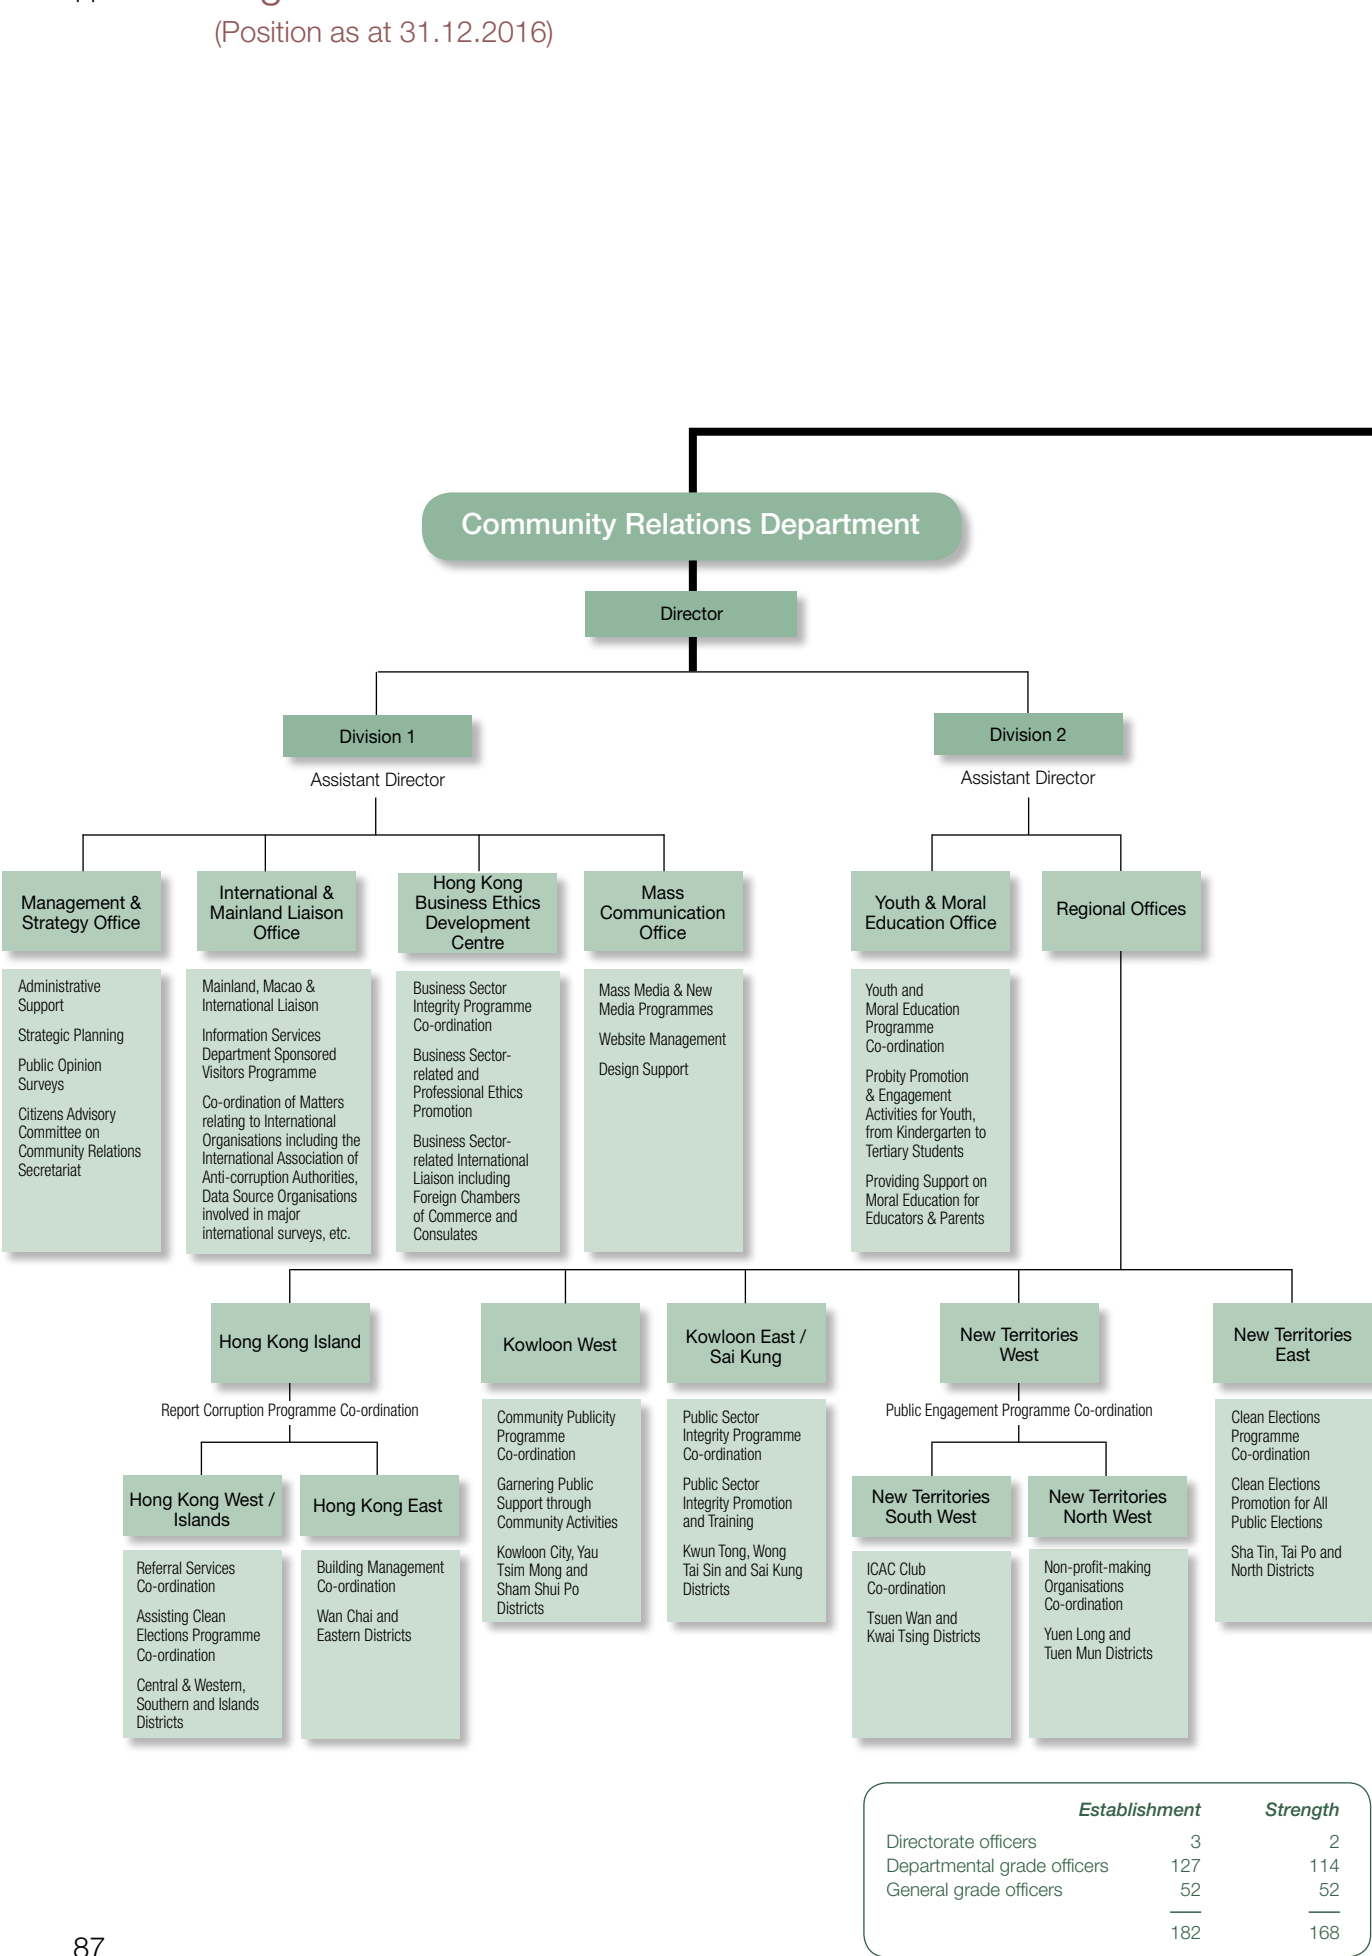 (Position as at 31.12.2016)
Community Relations Department
Director
Division 1
Assistant Director
Division 2
Assistant Director
Management &
Strategy Office
Administrative
Support
Strategic Planning
Public Opinion
Surveys
Citizens Advisory
Committee on
Community Relations
Secretariat
International &
Mainland Liaison
Office
Mainland, Macao &
International Liaison
Information Services
Department Sponsored
Visitors Programme
Co-ordination of Matters
relating to International
Organisations including the
International Association of
Anti-corruption Authorities,
Data Source Organisations
involved in major
international surveys, etc.
Hong Kong
Business Ethics
Development
Centre
Business Sector
Integrity Programme
Co-ordination
Business Sector-
related and
Professional Ethics
Promotion
Business Sector-
related International
Liaison including
Foreign Chambers
of Commerce and
Consulates
Mass
Communication
Office
Mass Media & New
Media Programmes
Website Management
Design Support
Youth & Moral
Education Office
Youth and
Moral Education
Programme
Co-ordination
Probity Promotion
& Engagement
Activities for Youth,
from Kindergarten to
Tertiary Students
Providing Support on
Moral Education for
Educators & Parents
Regional Offices
Hong Kong Island
Report Corruption Programme Co-ordination
Hong Kong West /
Islands
Referral Services
Co-ordination
Assisting Clean
Elections Programme
Co-ordination
Central & Western,
Southern and Islands
Districts
Hong Kong East
Building Management
Co-ordination
Wan Chai and
Eastern Districts
Kowloon West
Community Publicity
Programme
Co-ordination
Garnering Public
Support through
Community Activities
Kowloon City, Yau
Tsim Mong and
Sham Shui Po
Districts
Kowloon East /
Sai Kung
Public Sector
Integrity Programme
Co-ordination
Public Sector
Integrity Promotion
and Training
Kwun Tong, Wong
Tai Sin and Sai Kung
Districts
New Territories
West
Public Engagement Programme Co-ordination
New Territories
South West
ICAC Club
Co-ordination
Tsuen Wan and
Kwai Tsing Districts
New Territories
North West
Non-profit-making
Organisations
Co-ordination
Yuen Long and
Tuen Mun Districts
New Territories
East
Clean Elections
Programme
Co-ordination
Clean Elections
Promotion for All
Public Elections
Sha Tin, Tai Po and
North Districts
Establishment Strength
Directorate officers 3 2
Departmental grade officers 127 114
General grade officers 52 52
182 168
87